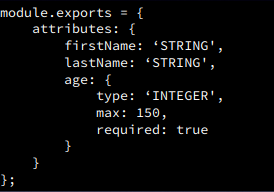 module.exports = {
    attributes: {
        firstName: ‘STRING',
        lastName: ‘STRING',
        age: {
            type: ‘INTEGER',
            max: 150,
            required: true
        }
    }
};